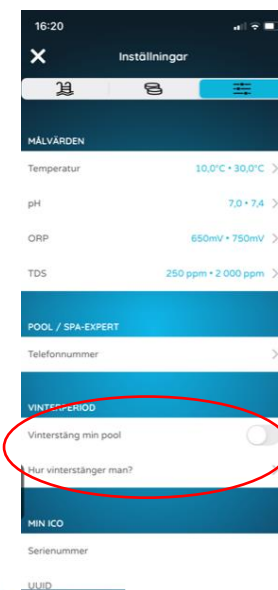 16:20
Inställningar
MÅLVÄRDEN
Temperatur 10,0°C • 30,0°C
pH 7,0 • 7,4
ORP 650mV • 750mV
TDS 250 ppm • 2 000 ppm
POOL / SPA-EXPERT
Telefonnummer
VINTERPERIOD
Vinterstäng min pool
Hur vinterstänger man?
MIN ICO
Serienummer
UUID